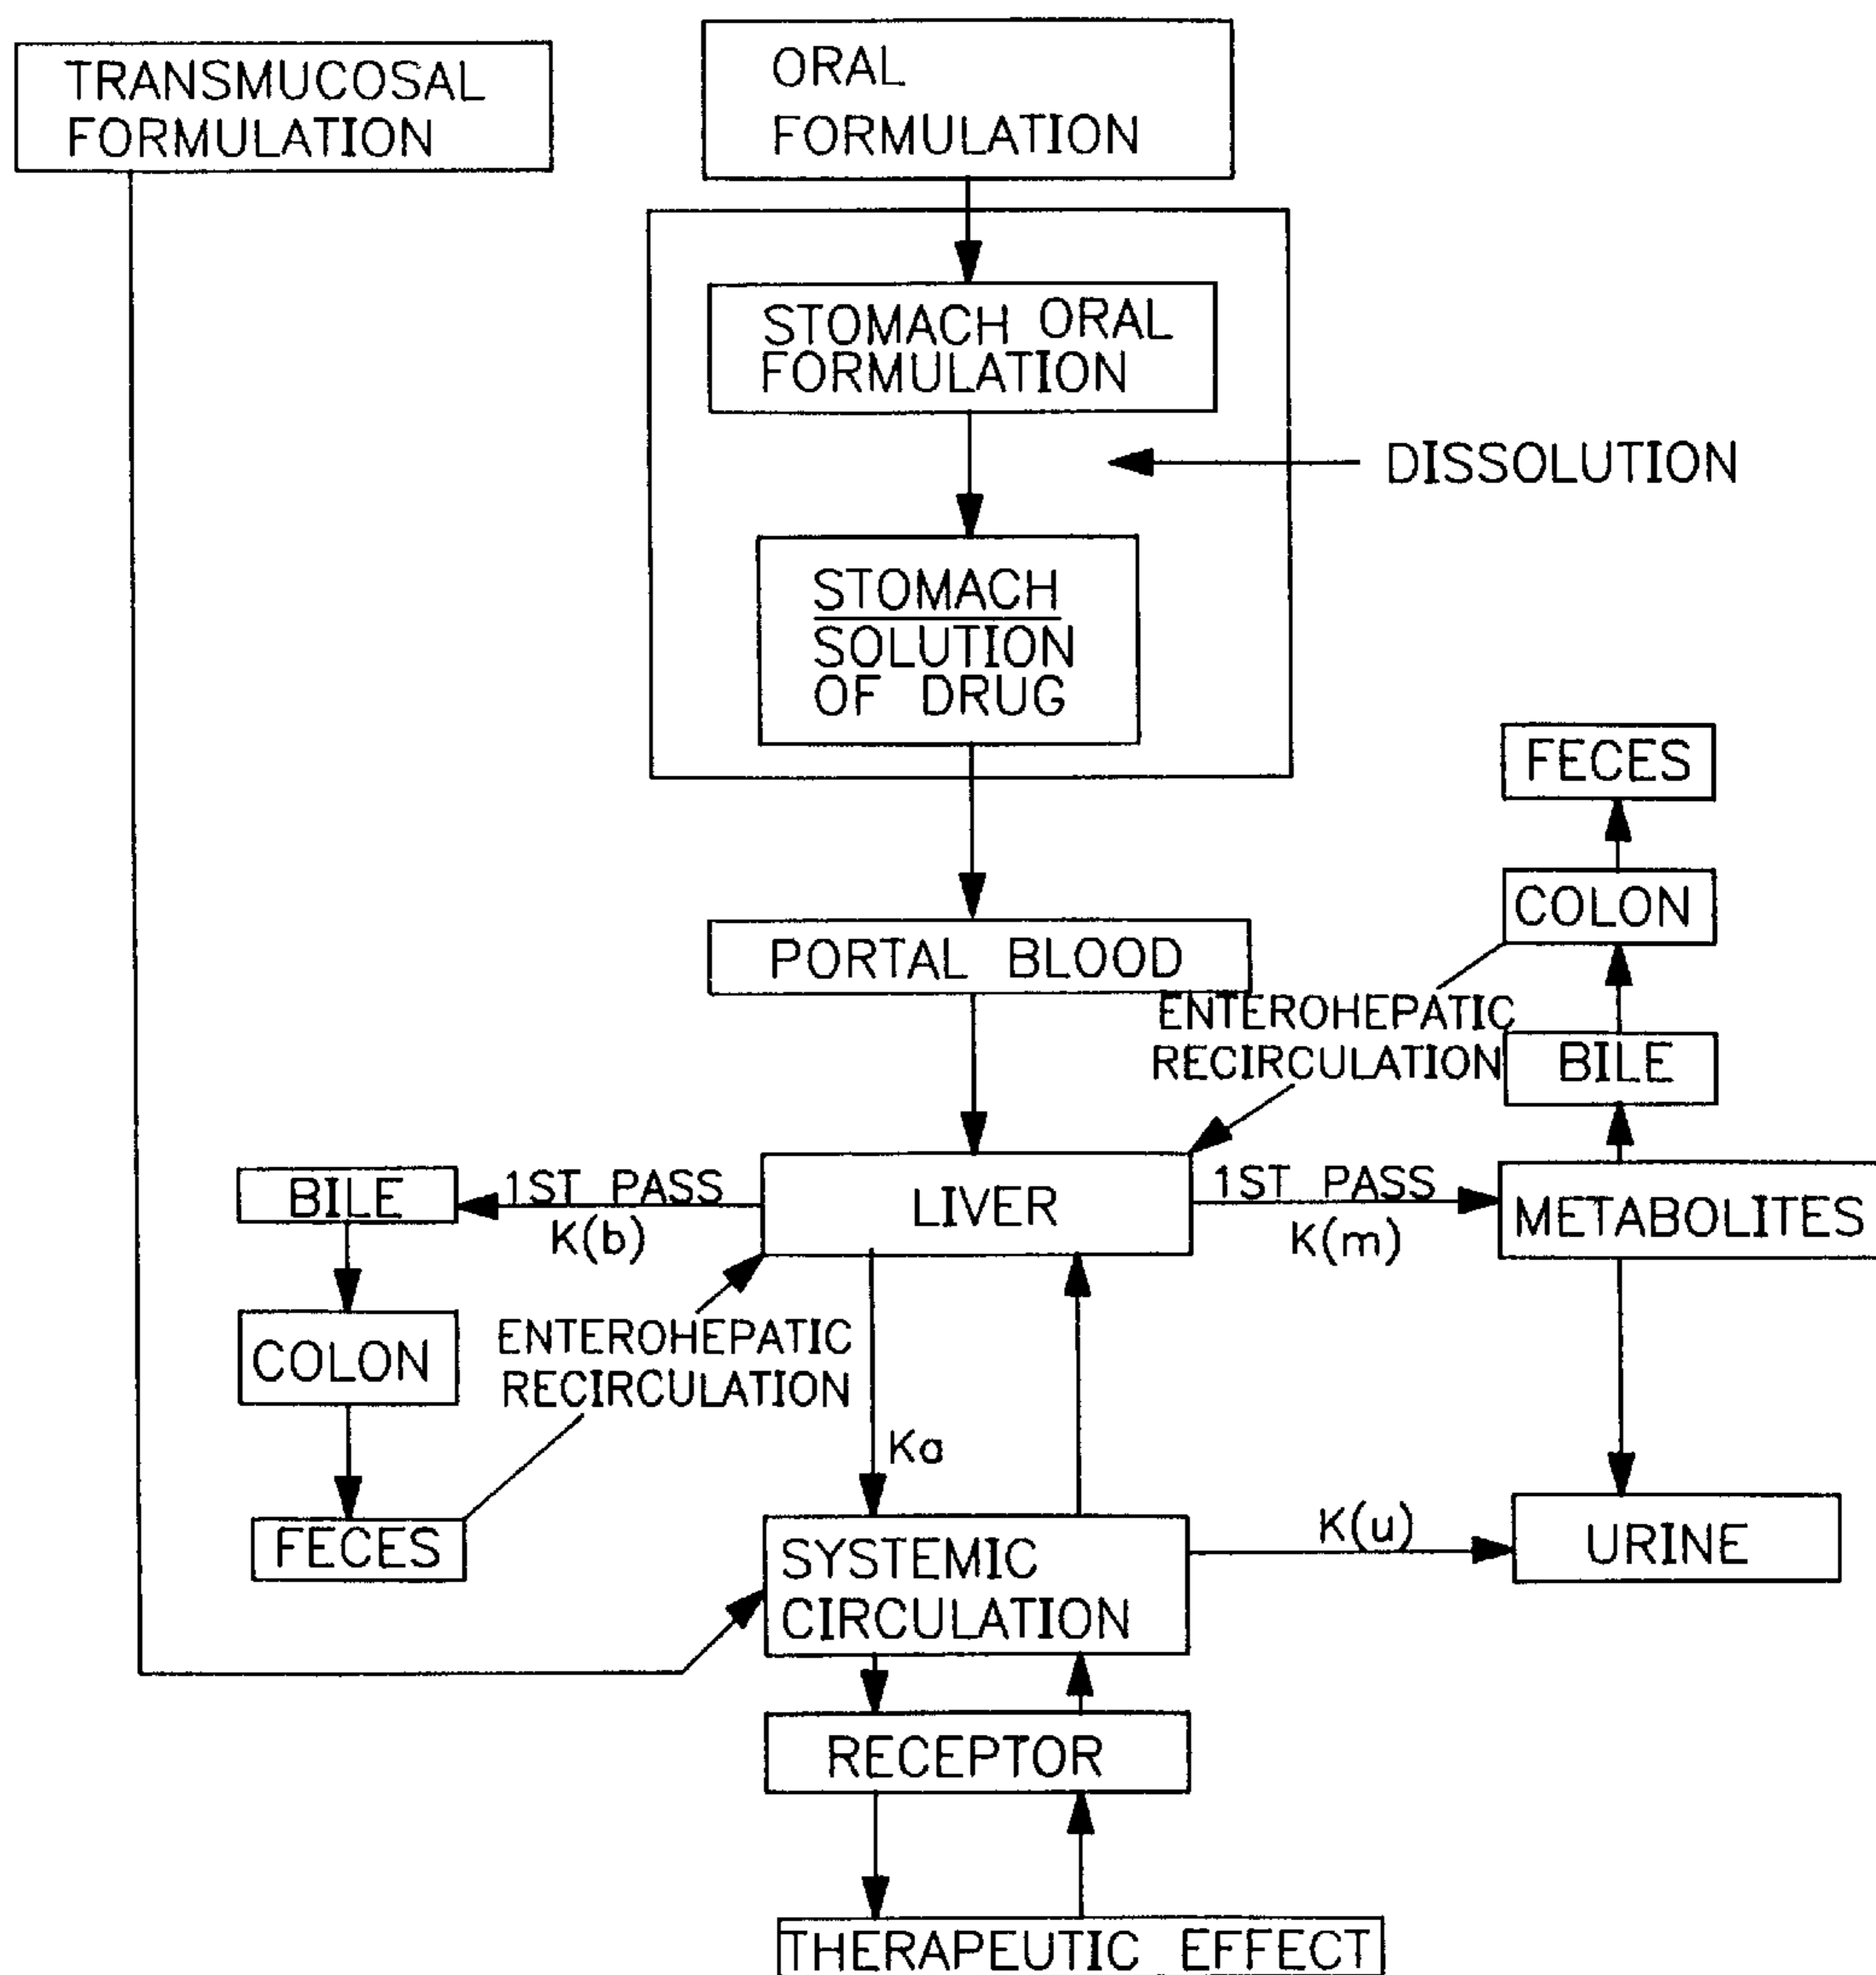 TRANSMUCOSAL
FORMULATION
ORAL
FORMULATION
STOMACH ORAL
FORMULATION
DISSOLUTION
STOMACH
SOLUTION
OF DRUG
FECES
COLON
PORTAL BLOOD
ENTEROHEPATIC
RECIRCULATION
BILE
BILE
1ST PASS
K(b)
LIVER
1ST PASS
K(m)
METABOLITES
COLON
ENTEROHEPATIC
RECIRCULATION
Ka
FECES
SYSTEMIC
CIRCULATION
K(u)
URINE
RECEPTOR
THERAPEUTIC EFFECT